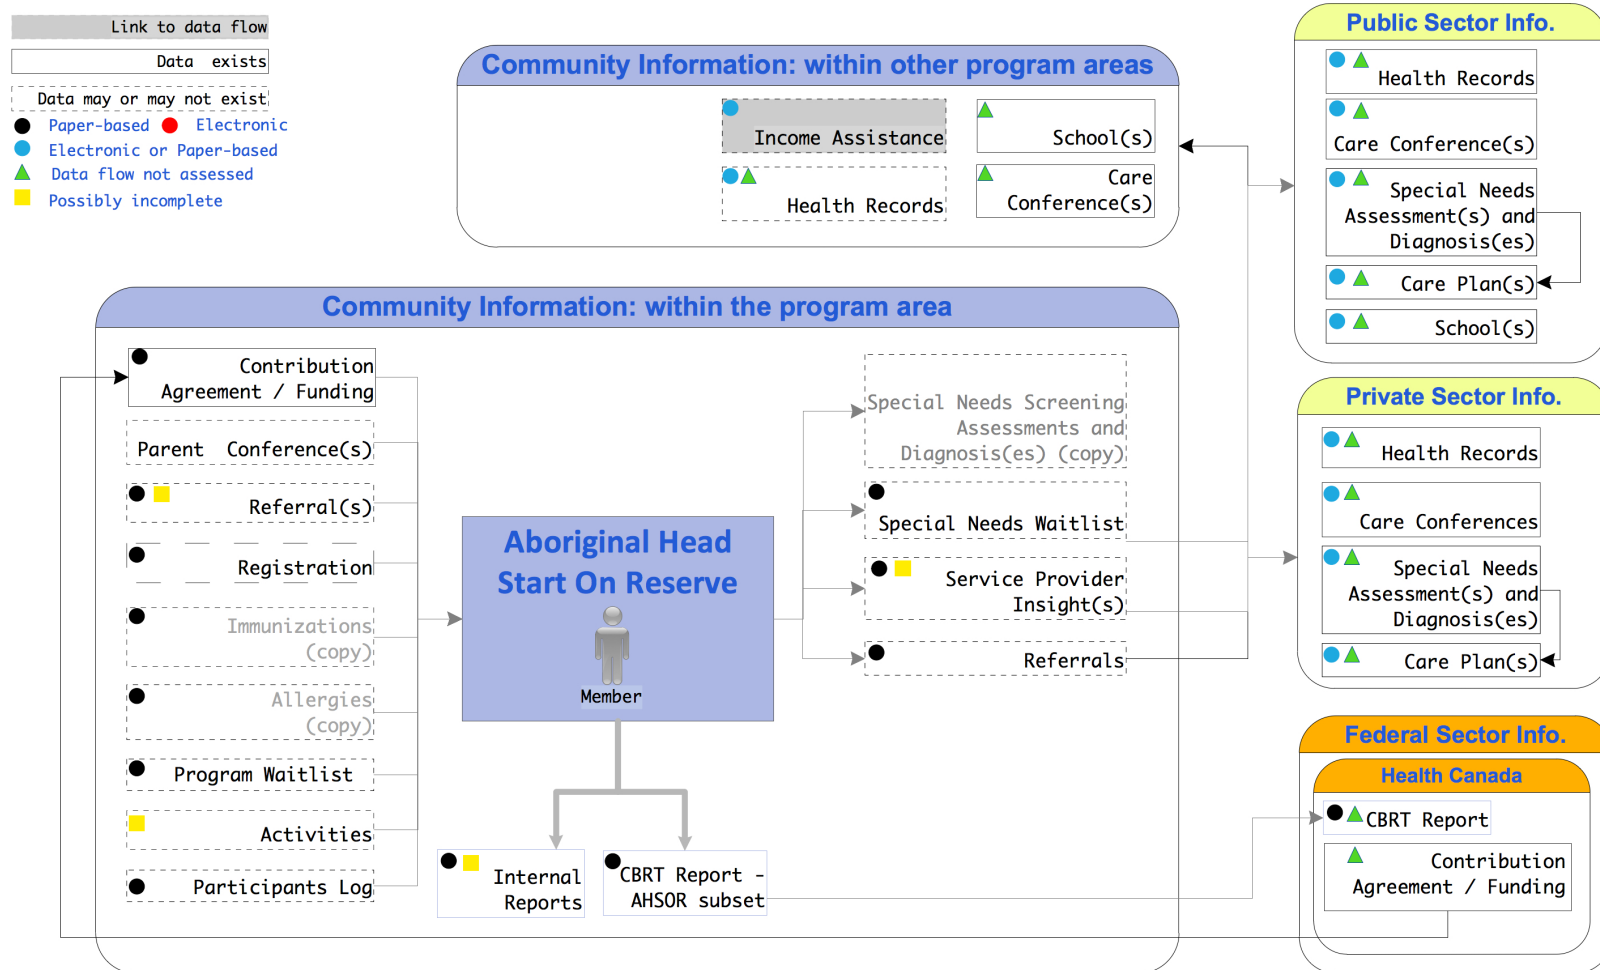 Link to data flow
Data exists
Data may or may not exist
Paper-based Electronic
Electronic or Paper-based
Data flow not assessed
Possibly incomplete
Community Information: within other program areas
Income Assistance
School(s)
Health Records
Care
Conference(s)
Public Sector Info.
Health Records
Care Conference(s)
Special Needs
Assessment(s) and
Diagnosis(es)
Care Plan(s)
School(s)
Community Information: within the program area
Contribution
Agreement / Funding
Parent Conference(s)
Referral(s)
Registration
Immunizations
(copy)
Allergies
(copy)
Program Waitlist
Activities
Participants Log
Aboriginal Head
Start On Reserve
Member
Internal
Reports
CBRT Report -
AHSOR subset
Special Needs Screening
Assessments and
Diagnosis(es) (copy)
Special Needs Waitlist
Service Provider
Insight(s)
Referrals
Private Sector Info.
Health Records
Care Conferences
Special Needs
Assessment(s) and
Diagnosis(es)
Care Plan(s)
Federal Sector Info.
Health Canada
CBRT Report
Contribution
Agreement / Funding